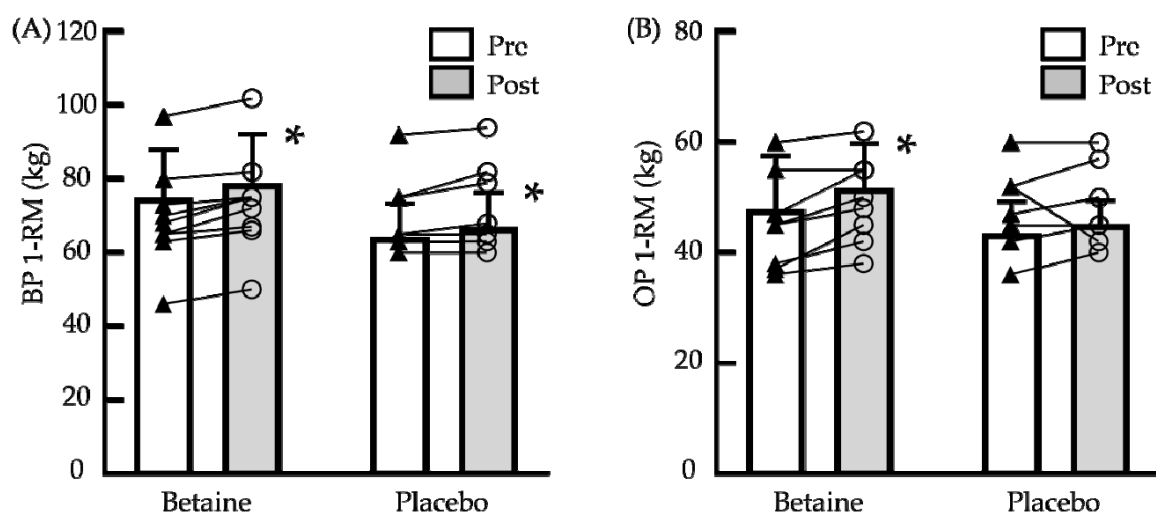 (A)
120
100
80
60
40
20
0
BP 1-RM (kg)
Pre
Post
*
*
Betaine
Placebo
(B)
80
60
40
20
0
OP 1-RM (kg)
Pre
Post
*
Betaine
Placebo